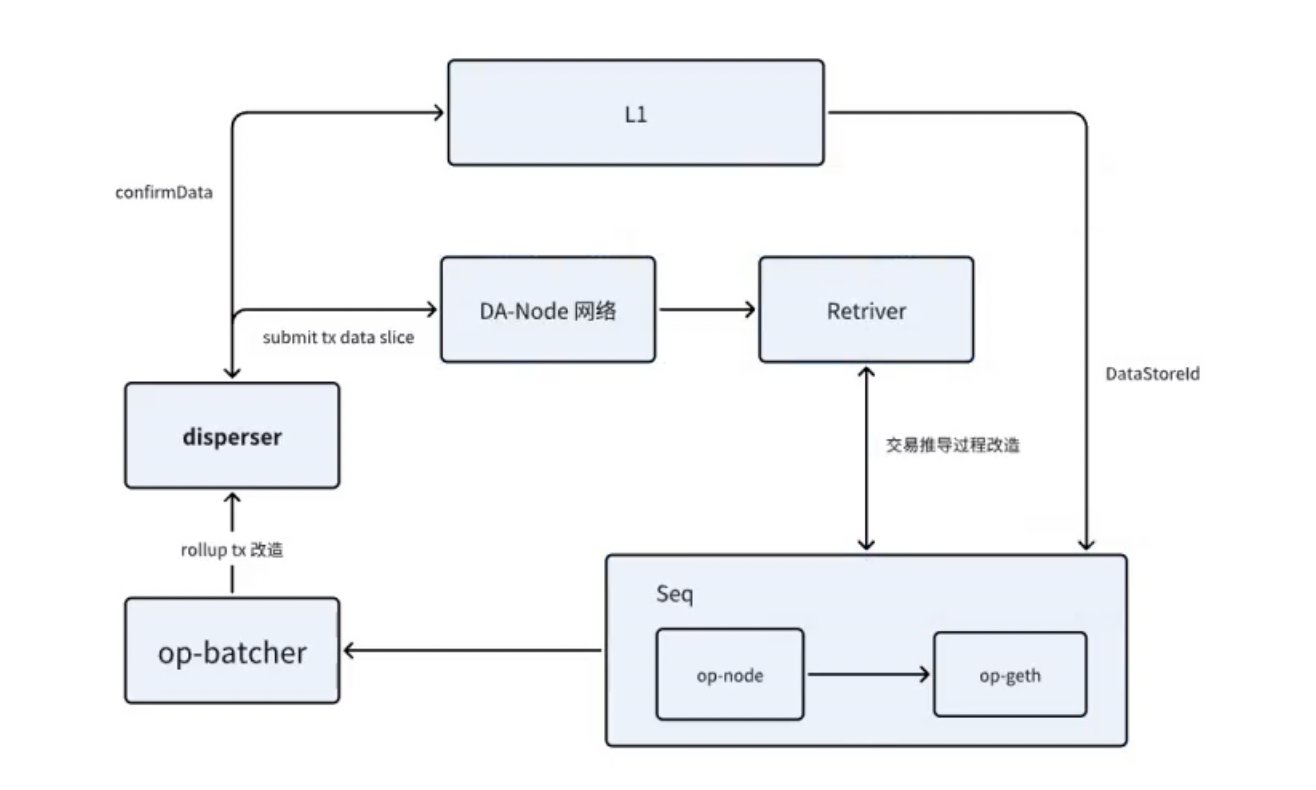 L1
confirmData
DA-Node 网络
Retriver
submit tx data slice
DataStoreId
disperser
交易推导过程改造
rollup tx 改造
Seq
op-batcher
op-node
op-geth